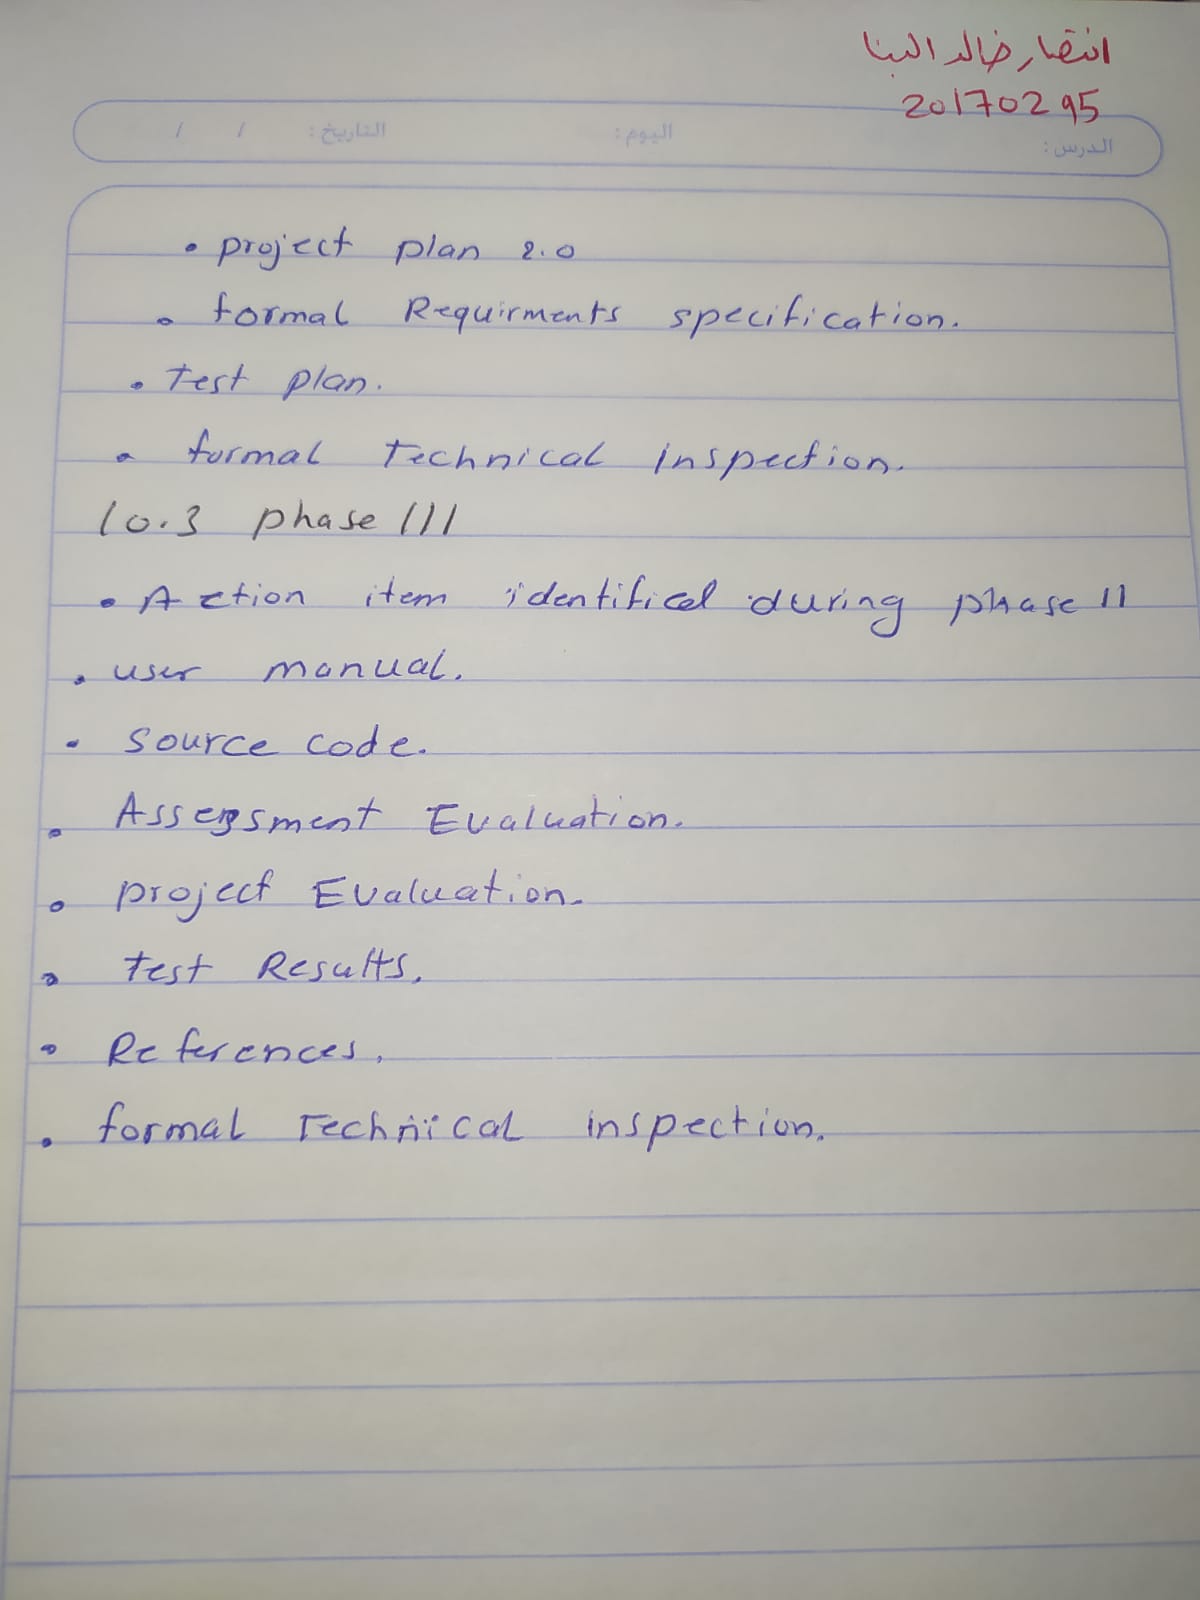 انتصار خالد البنا
20170295
الدرس: اليوم: التاريخ: / /
• project plan 2.0
• formal Requirments specification.
• Test plan.
• formal Technical inspection.
10.3 phase III
• Action item identified during phase II
• user manual.
• source code.
• Assessment Evaluation.
• project Evaluation.
• Test Results.
• References.
• formal Technical inspection.